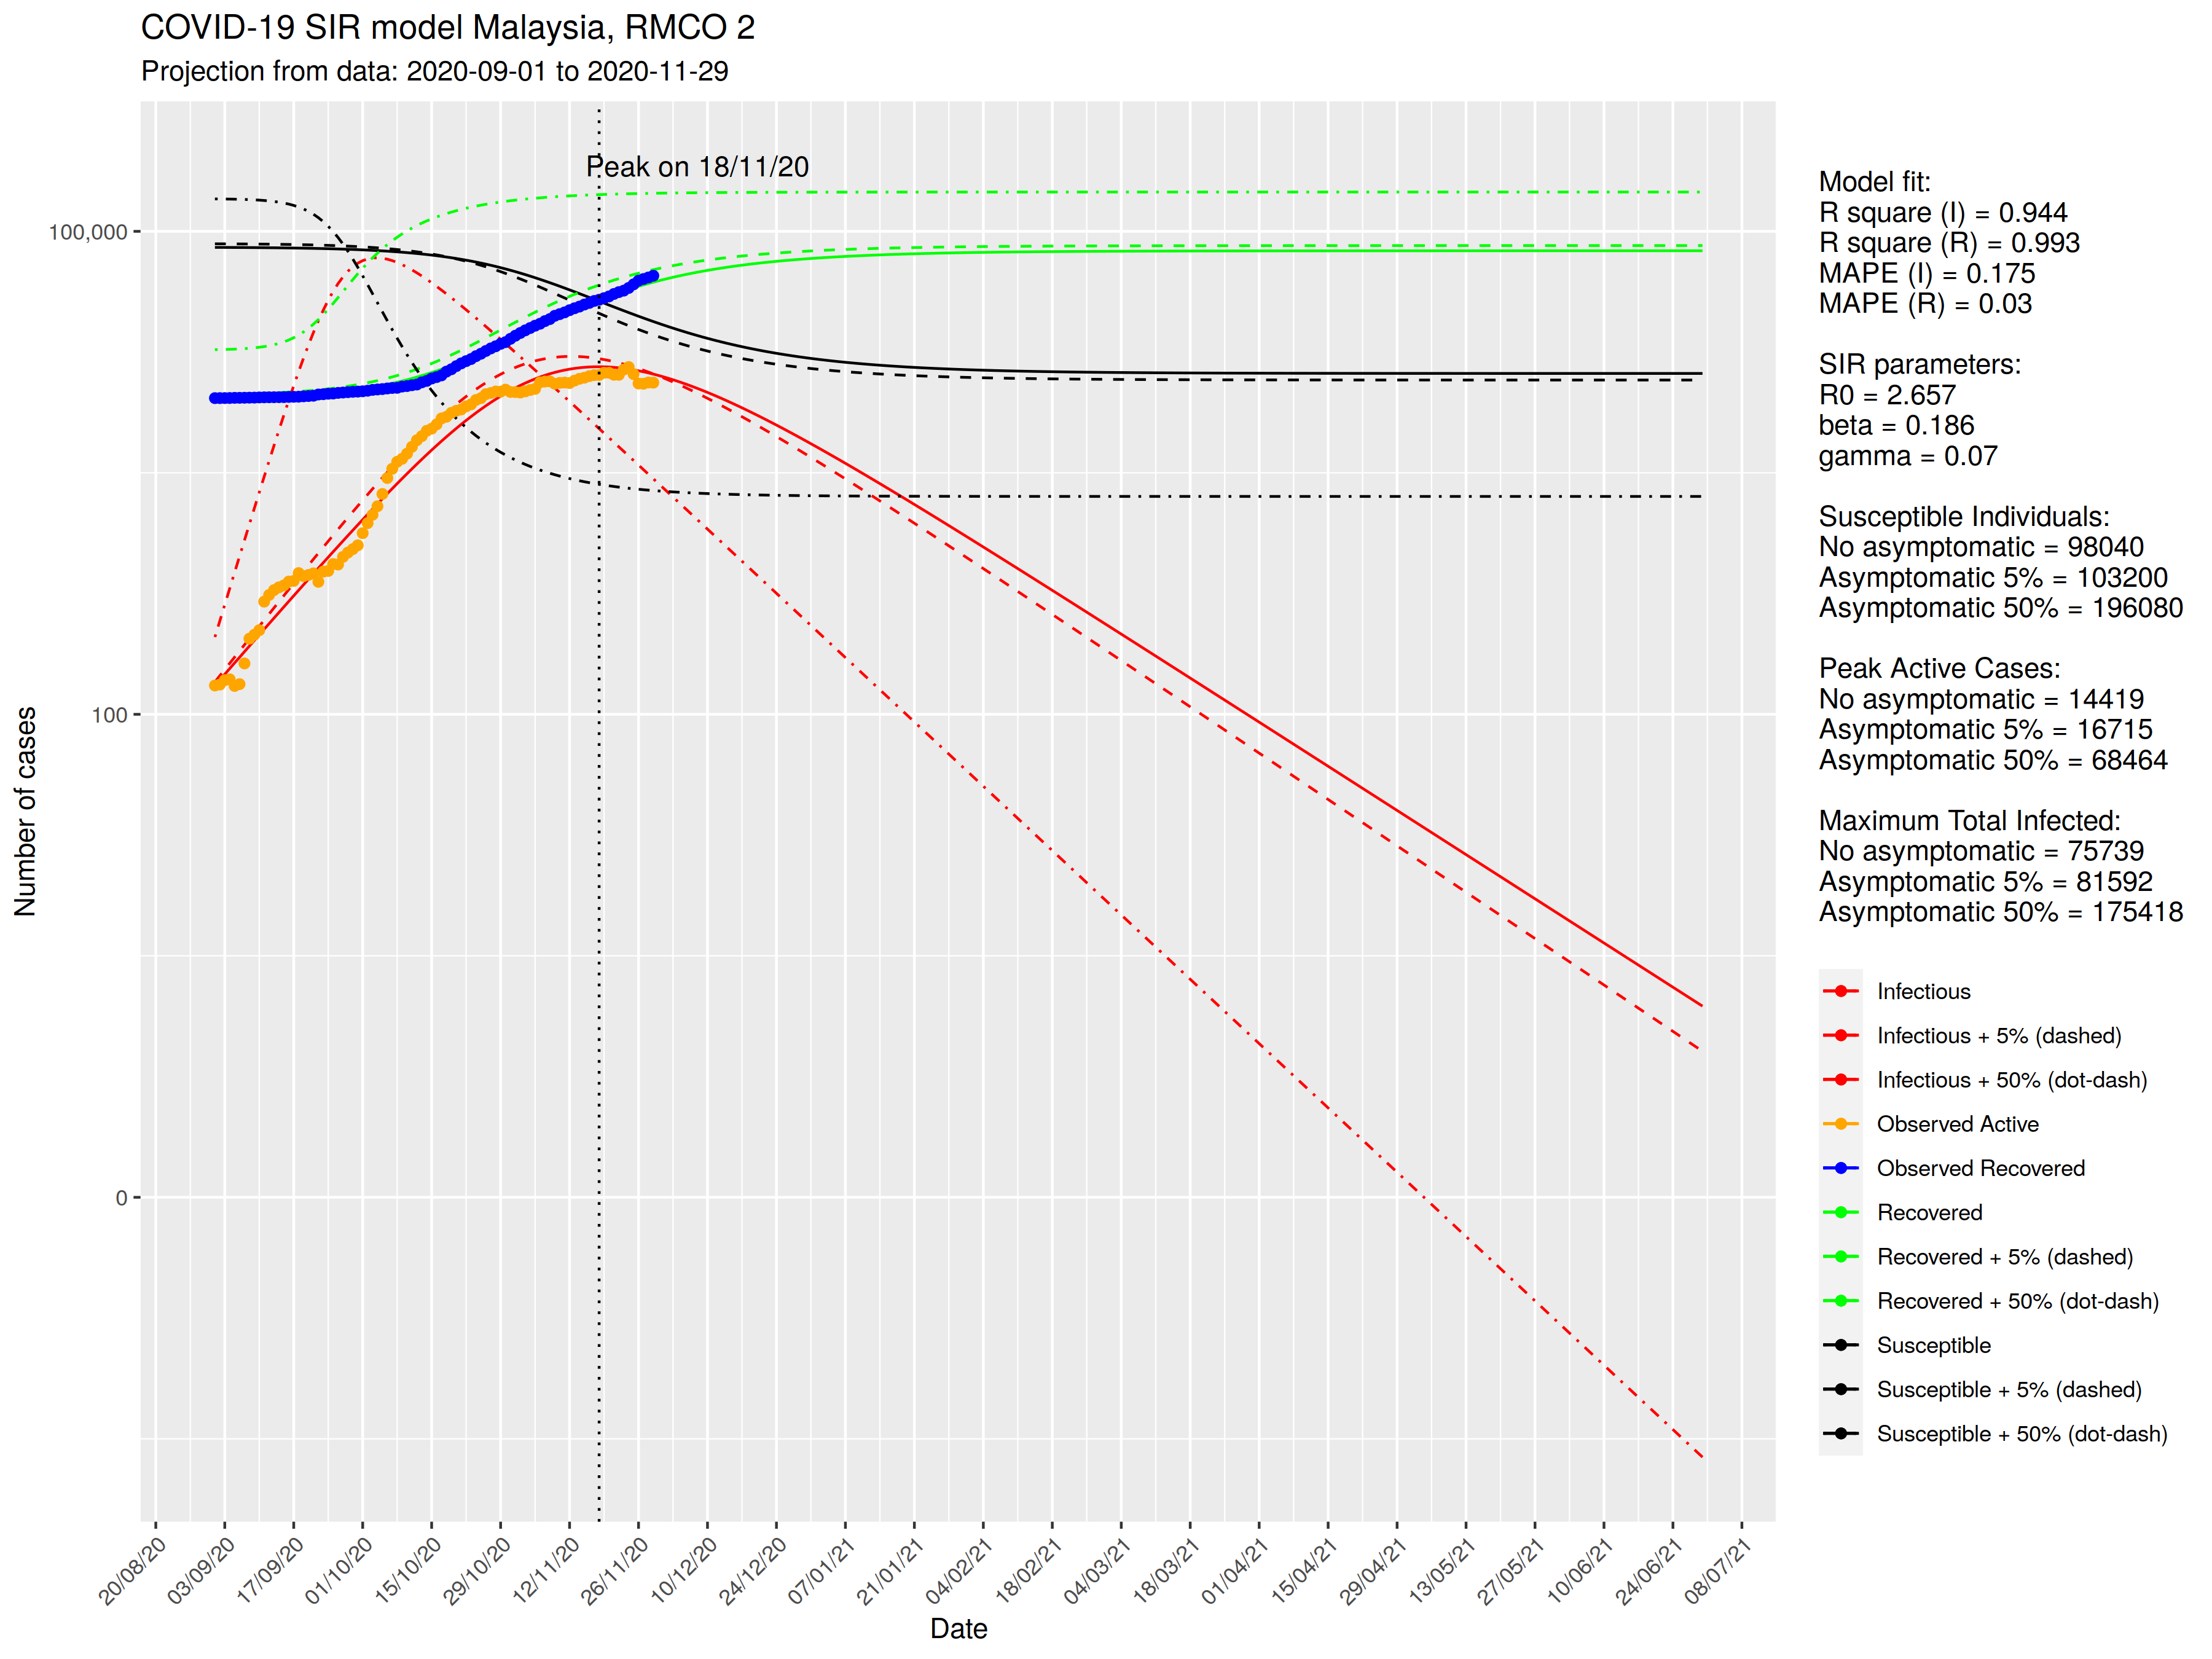 COVID-19 SIR model Malaysia, RMCO 2
Projection from data: 2020-09-01 to 2020-11-29
Peak on 18/11/20
Number of cases
100,000
100
0
20/08/20
03/09/20
17/09/20
01/10/20
15/10/20
29/10/20
12/11/20
26/11/20
10/12/20
24/12/20
07/01/21
21/01/21
04/02/21
18/02/21
04/03/21
18/03/21
01/04/21
15/04/21
29/04/21
13/05/21
27/05/21
10/06/21
24/06/21
08/07/21
Date
Model fit:
R square (I) = 0.944
R square (R) = 0.993
MAPE (I) = 0.175
MAPE (R) = 0.03
SIR parameters:
R0 = 2.657
beta = 0.186
gamma = 0.07
Susceptible Individuals:
No asymptomatic = 98040
Asymptomatic 5% = 103200
Asymptomatic 50% = 196080
Peak Active Cases:
No asymptomatic = 14419
Asymptomatic 5% = 16715
Asymptomatic 50% = 68464
Maximum Total Infected:
No asymptomatic = 75739
Asymptomatic 5% = 81592
Asymptomatic 50% = 175418
Infectious
Infectious + 5% (dashed)
Infectious + 50% (dot-dash)
Observed Active
Observed Recovered
Recovered
Recovered + 5% (dashed)
Recovered + 50% (dot-dash)
Susceptible
Susceptible + 5% (dashed)
Susceptible + 50% (dot-dash)